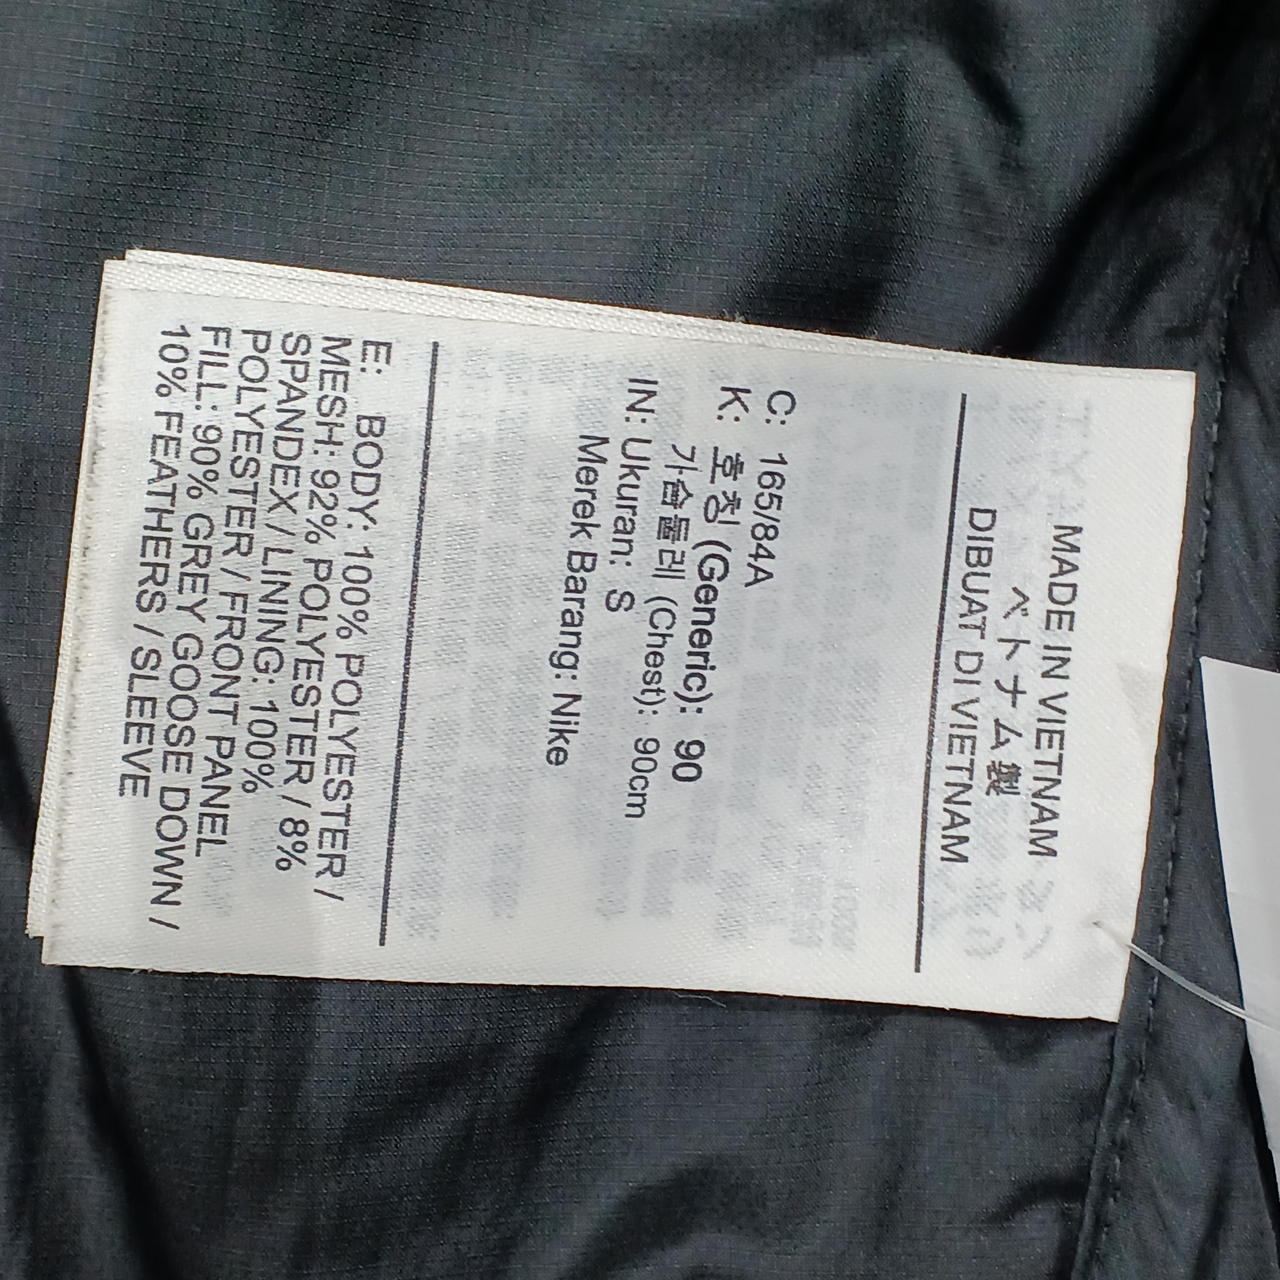 MADE IN VIETNAM
ベトナム製
DIBUAT DI VIETNAM
C: 165/84A
K: 호칭 (Generic): 90
가슴둘레 (Chest): 90cm
IN: Ukuran: S
Merek Barang: Nike
E: BODY: 100% POLYESTER /
MESH: 92% POLYESTER / 8%
SPANDEX / LINING: 100%
POLYESTER / FRONT PANEL
FILL: 90% GREY GOOSE DOWN /
10% FEATHERS / SLEEVE